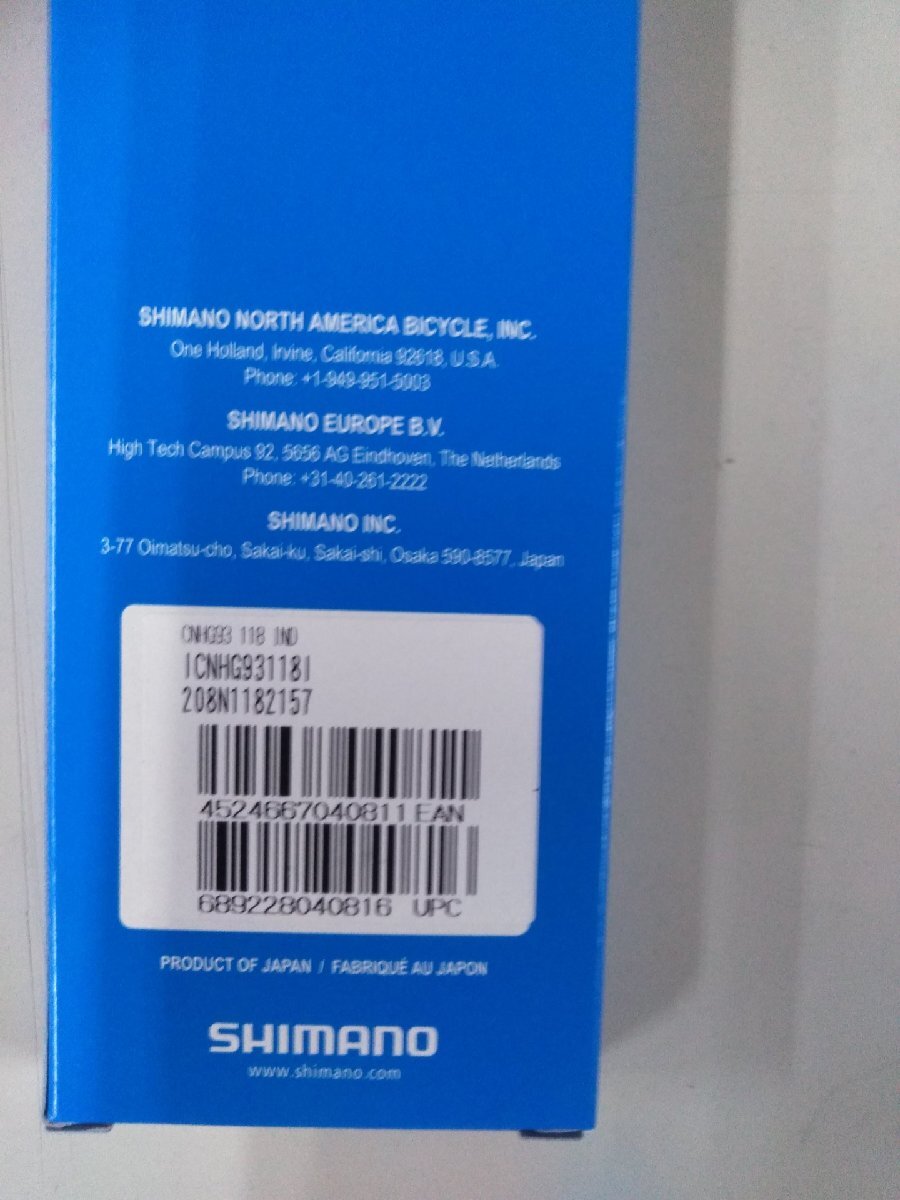 SHIMANO NORTH AMERICA BICYCLE, INC.
One Holland, Irvine, California 92618, U.S.A.
Phone: +1-949-951-5003
SHIMANO EUROPE B.V.
High Tech Campus 92, 5656 AG Eindhoven, The Netherlands
Phone: +31-40-261-2222
SHIMANO INC.
3-77 Oimatsu-cho, Sakai-ku, Sakai-shi, Osaka 590-8577, Japan
CNHG93 118 IND
ICNHG93118I
208N1182157
4524667040811 EAN
689228040816 UPC
PRODUCT OF JAPAN / FABRIQUÉ AU JAPON
SHIMANO
www.shimano.com